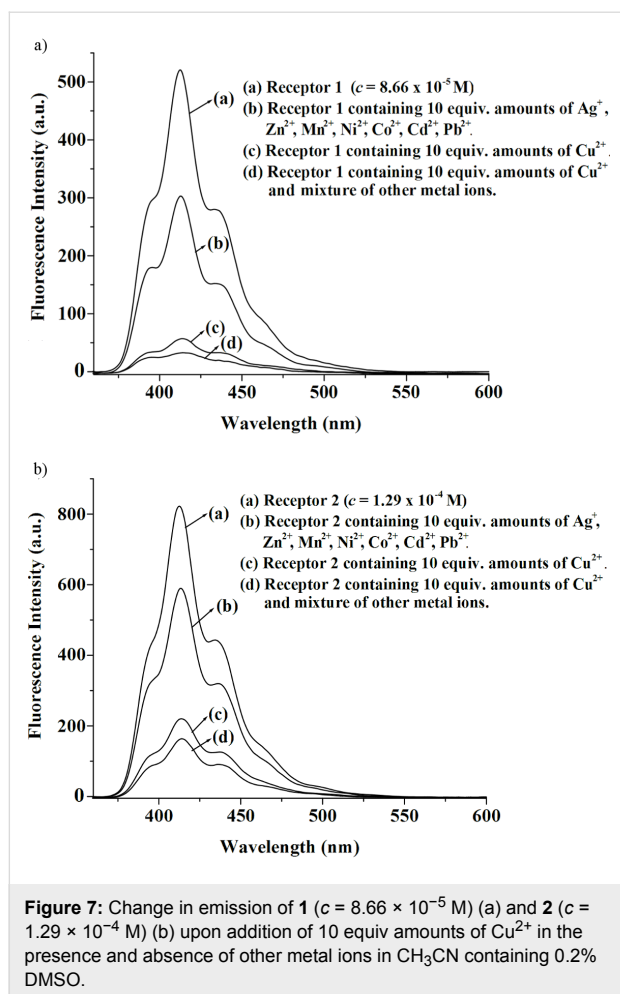 a)
500
400
300
200
100
0
Fluorescence Intensity (a.u.)
(a) Receptor 1 (c = 8.66 x 10⁻⁵ M)
(b) Receptor 1 containing 10 equiv. amounts of Ag⁺,
Zn²⁺, Mn²⁺, Ni²⁺, Co²⁺, Cd²⁺, Pb²⁺.
(c) Receptor 1 containing 10 equiv. amounts of Cu²⁺.
(d) Receptor 1 containing 10 equiv. amounts of Cu²⁺
and mixture of other metal ions.
(a)
(b)
(c)
(d)
400 450 500 550 600
Wavelength (nm)
b)
800
600
400
200
0
Fluorescence Intensity (a.u.)
(a) Receptor 2 (c = 1.29 x 10⁻⁴ M)
(b) Receptor 2 containing 10 equiv. amounts of Ag⁺,
Zn²⁺, Mn²⁺, Ni²⁺, Co²⁺, Cd²⁺, Pb²⁺.
(c) Receptor 2 containing 10 equiv. amounts of Cu²⁺.
(d) Receptor 2 containing 10 equiv. amounts of Cu²⁺
and mixture of other metal ions.
(a)
(b)
(c)
(d)
400 450 500 550 600
Wavelength (nm)
Figure 7: Change in emission of 1 (c = 8.66 × 10⁻⁵ M) (a) and 2 (c =
1.29 × 10⁻⁴ M) (b) upon addition of 10 equiv amounts of Cu²⁺ in the
presence and absence of other metal ions in CH₃CN containing 0.2%
DMSO.